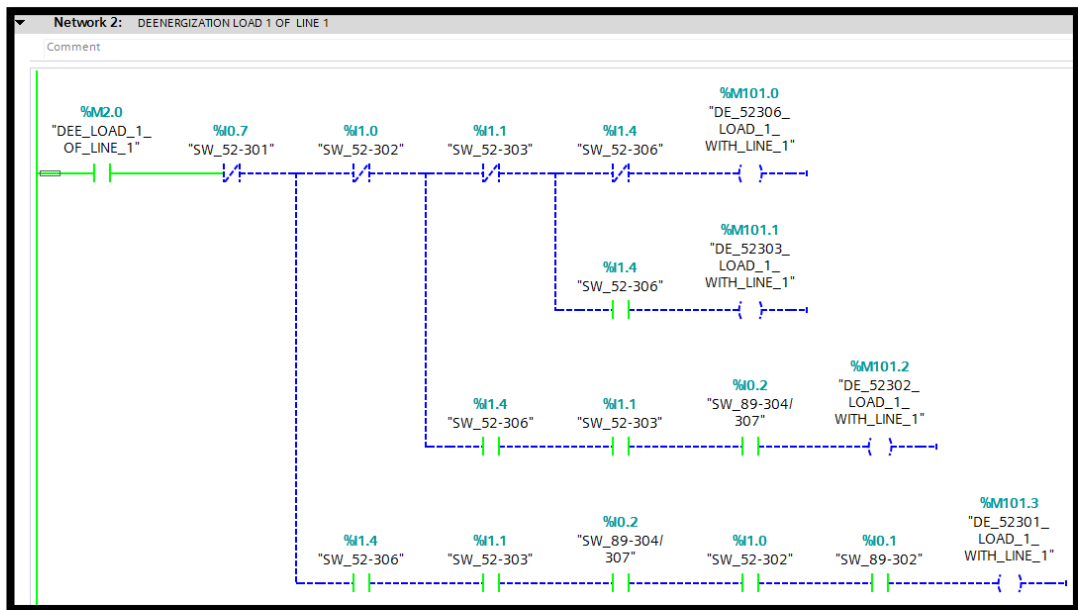 Network 2: DEENERGIZATION LOAD 1 OF LINE 1
Comment
%M2.0
"DEE_LOAD_1_
OF_LINE_1"
%I0.7
"SW_52-301"
%I1.0
"SW_52-302"
%I1.1
"SW_52-303"
%I1.4
"SW_52-306"
%M101.0
"DE_52306_
LOAD_1_
WITH_LINE_1"
%I1.4
"SW_52-306"
%M101.1
"DE_52303_
LOAD_1_
WITH_LINE_1"
%I1.4
"SW_52-306"
%I1.1
"SW_52-303"
%I0.2
"SW_89-304/
307"
%M101.2
"DE_52302_
LOAD_1_
WITH_LINE_1"
%I1.4
"SW_52-306"
%I1.1
"SW_52-303"
%I0.2
"SW_89-304/
307"
%I1.0
"SW_52-302"
%I0.1
"SW_89-302"
%M101.3
"DE_52301_
LOAD_1_
WITH_LINE_1"